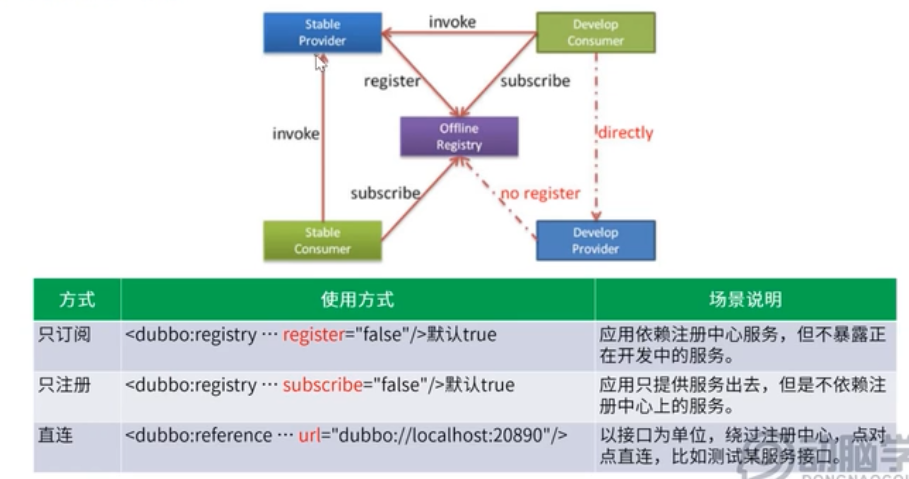 Stable
Provider
invoke
Develop
Consumer
register
subscribe
Offline
Registry
invoke
directly
subscribe
no register
Stable
Consumer
Develop
Provider
方式
使用方式
场景说明
只订阅
<dubbo:registry ··· register="false"/>默认true
应用依赖注册中心服务，但不暴露正
在开发中的服务。
只注册
<dubbo:registry ··· subscribe="false"/>默认true
应用只提供服务出去，但是不依赖注
册中心上的服务。
直连
<dubbo:reference ··· url="dubbo://localhost:20890"/>
以接口为单位，绕过注册中心，点对
点直连，比如测试某服务接口。
动脑学